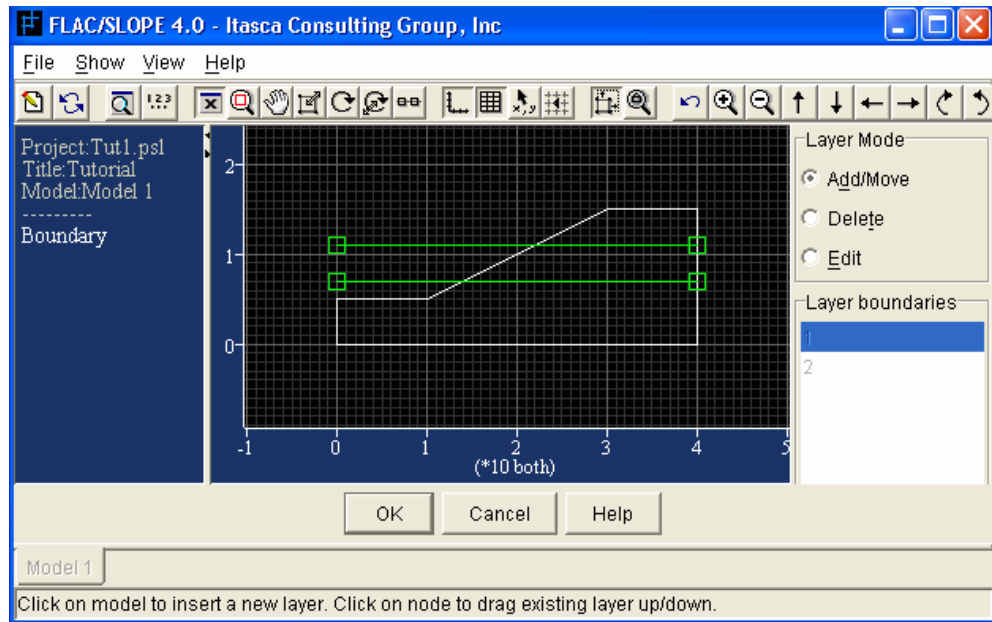 FLAC/SLOPE 4.0 - Itasca Consulting Group, Inc
File Show View Help
1 2 3
Project:Tut1.psl
Title:Tutorial
Model:Model 1
---------
Boundary
2
1
0
-1 0 1 2 3 4 5
(*10 both)
Layer Mode
Add/Move
Delete
Edit
Layer boundaries
1
2
OK Cancel Help
Model 1
Click on model to insert a new layer. Click on node to drag existing layer up/down.